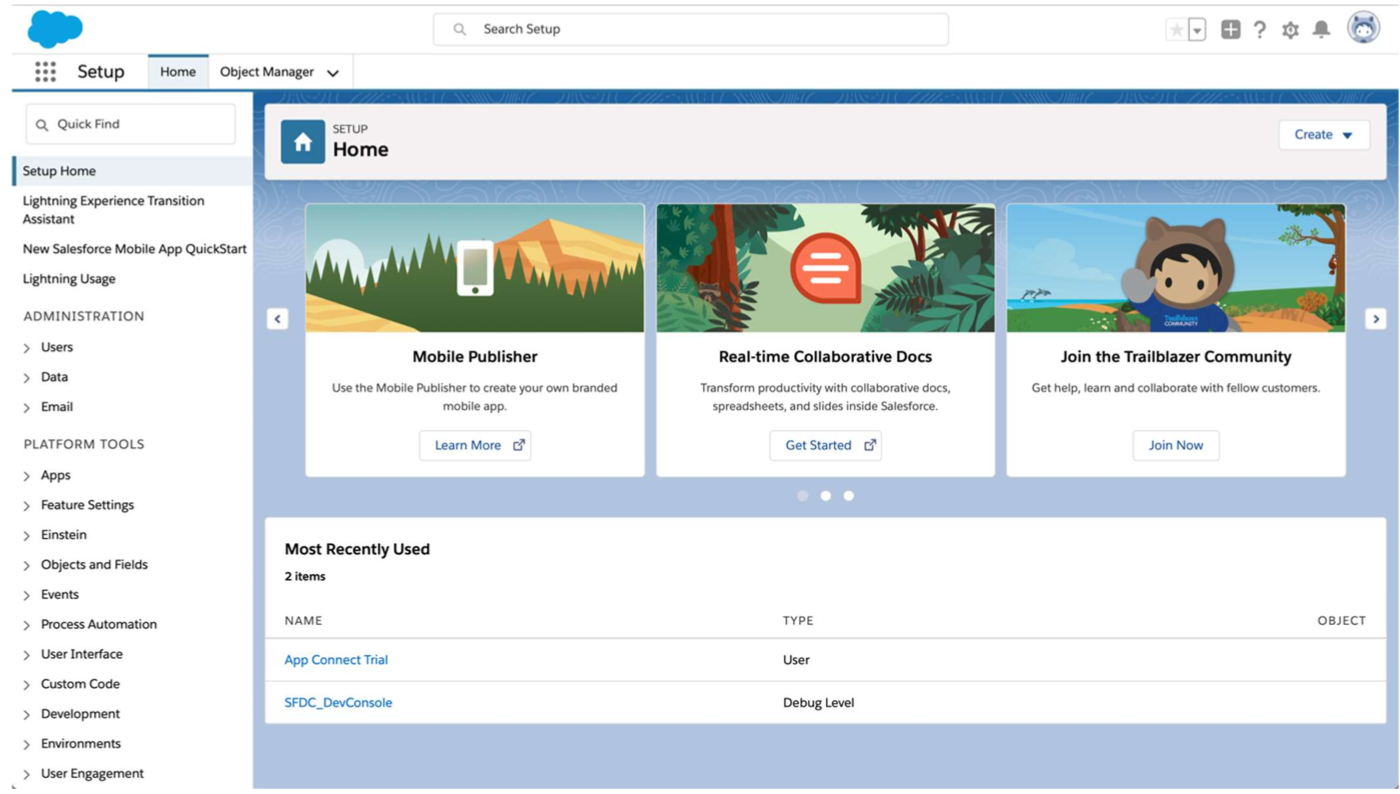 Search Setup
Setup
Home
Object Manager
Quick Find
Setup Home
Lightning Experience Transition
Assistant
New Salesforce Mobile App QuickStart
Lightning Usage
ADMINISTRATION
Users
Data
Email
PLATFORM TOOLS
Apps
Feature Settings
Einstein
Objects and Fields
Events
Process Automation
User Interface
Custom Code
Development
Environments
User Engagement
SETUP
Home
Create
Mobile Publisher
Use the Mobile Publisher to create your own branded
mobile app.
Learn More
Real-time Collaborative Docs
Transform productivity with collaborative docs,
spreadsheets, and slides inside Salesforce.
Get Started
Trailblazer
COMMUNITY
Join the Trailblazer Community
Get help, learn and collaborate with fellow customers.
Join Now
Most Recently Used
2 items
NAME TYPE OBJECT
App Connect Trial User
SFDC_DevConsole Debug Level